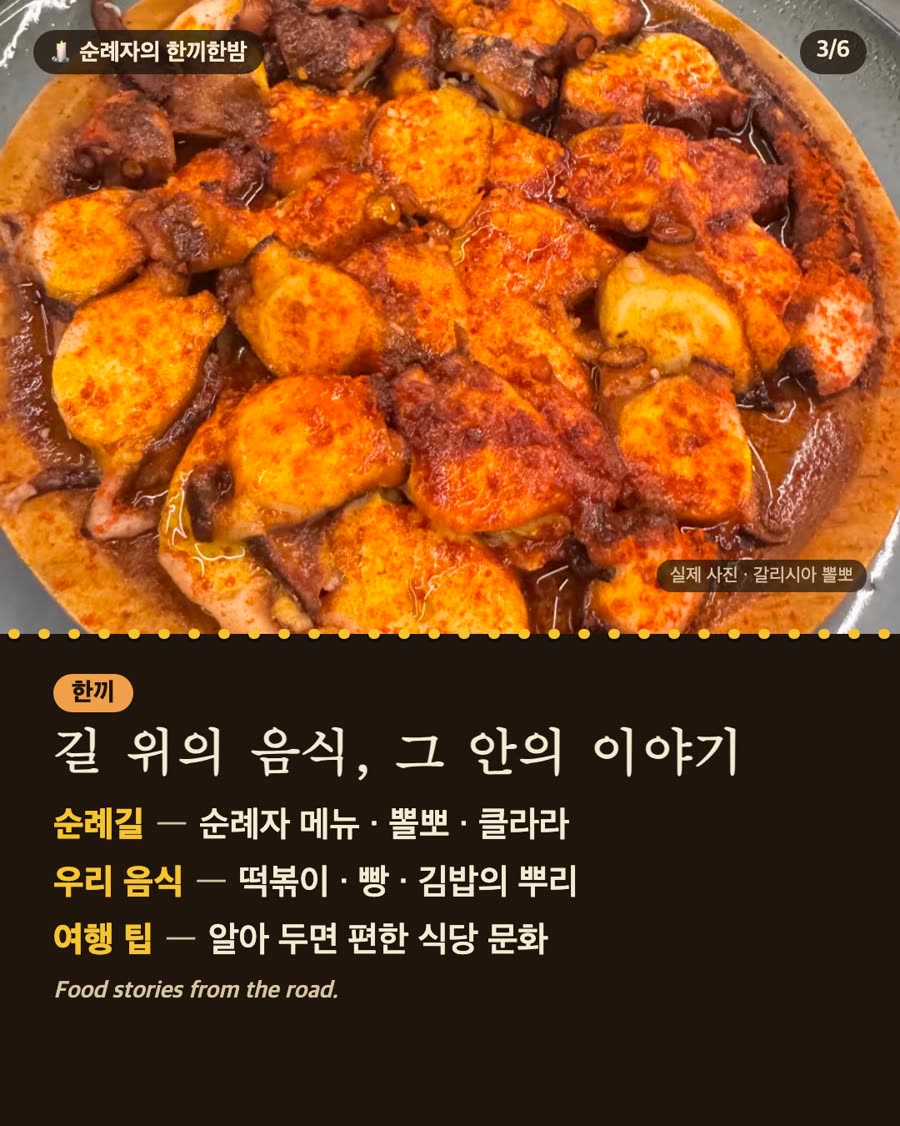 순례자의 한끼한밤
3/6
실제 사진 · 갈리시아 뽈뽀
한끼
길 위의 음식, 그 안의 이야기
순례길 — 순례자 메뉴 · 뽈뽀 · 클라라
우리 음식 — 떡볶이 · 빵 · 김밥의 뿌리
여행 팁 — 알아 두면 편한 식당 문화
Food stories from the road.